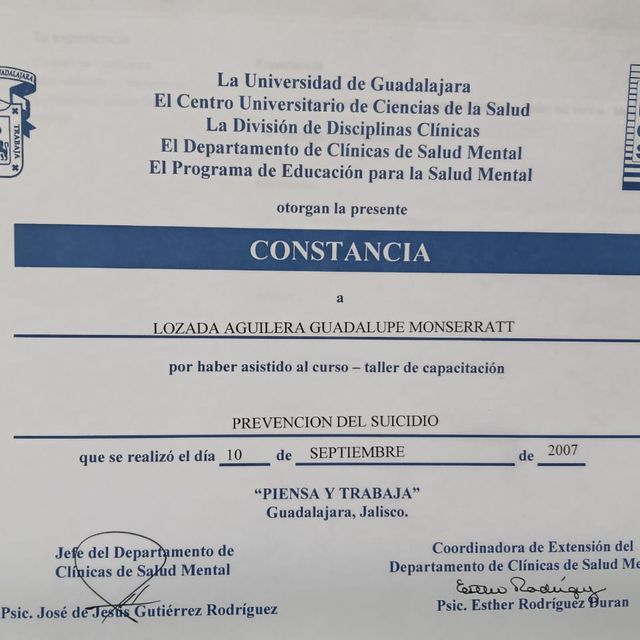 GUADALAJARA
TRABAJA
La Universidad de Guadalajara
El Centro Universitario de Ciencias de la Salud
La División de Disciplinas Clínicas
El Departamento de Clínicas de Salud Mental
El Programa de Educación para la Salud Mental
otorgan la presente
CONSTANCIA
a
LOZADA AGUILERA GUADALUPE MONSERRATT
por haber asistido al curso – taller de capacitación
PREVENCION DEL SUICIDIO
que se realizó el día 10 de SEPTIEMBRE de 2007
“PIENSA Y TRABAJA”
Guadalajara, Jalisco.
Jefe del Departamento de
Clínicas de Salud Mental
Psic. José de Jesús Gutiérrez Rodríguez
Coordinadora de Extensión del
Departamento de Clínicas de Salud Me
Esther Rodríguez
Psic. Esther Rodríguez Duran